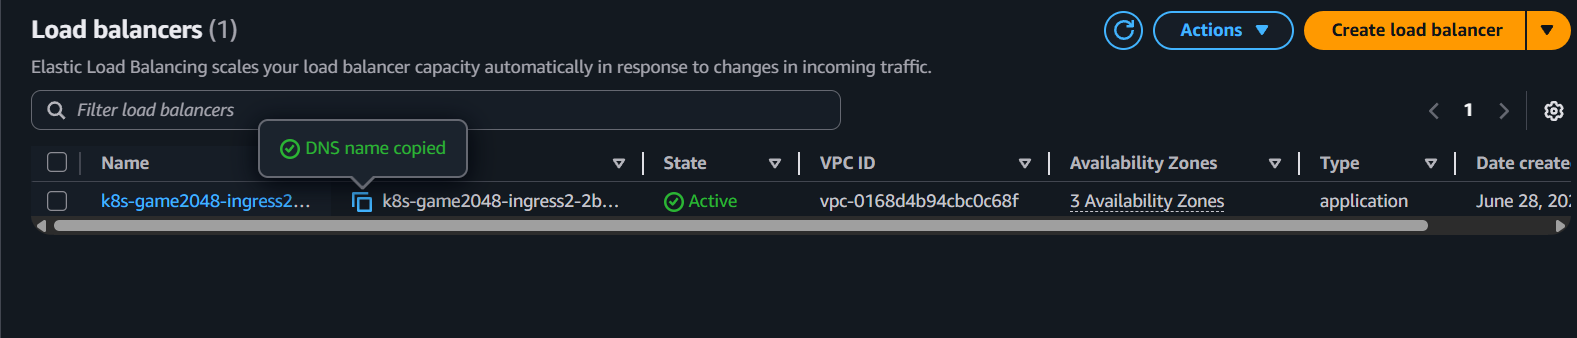 Load balancers (1)
Actions
Create load balancer
Elastic Load Balancing scales your load balancer capacity automatically in response to changes in incoming traffic.
Filter load balancers
1
DNS name copied
Name State VPC ID Availability Zones Type Date create
k8s-game2048-ingress2... k8s-game2048-ingress2-2b... Active vpc-0168d4b94cbc0c68f 3 Availability Zones application June 28, 202